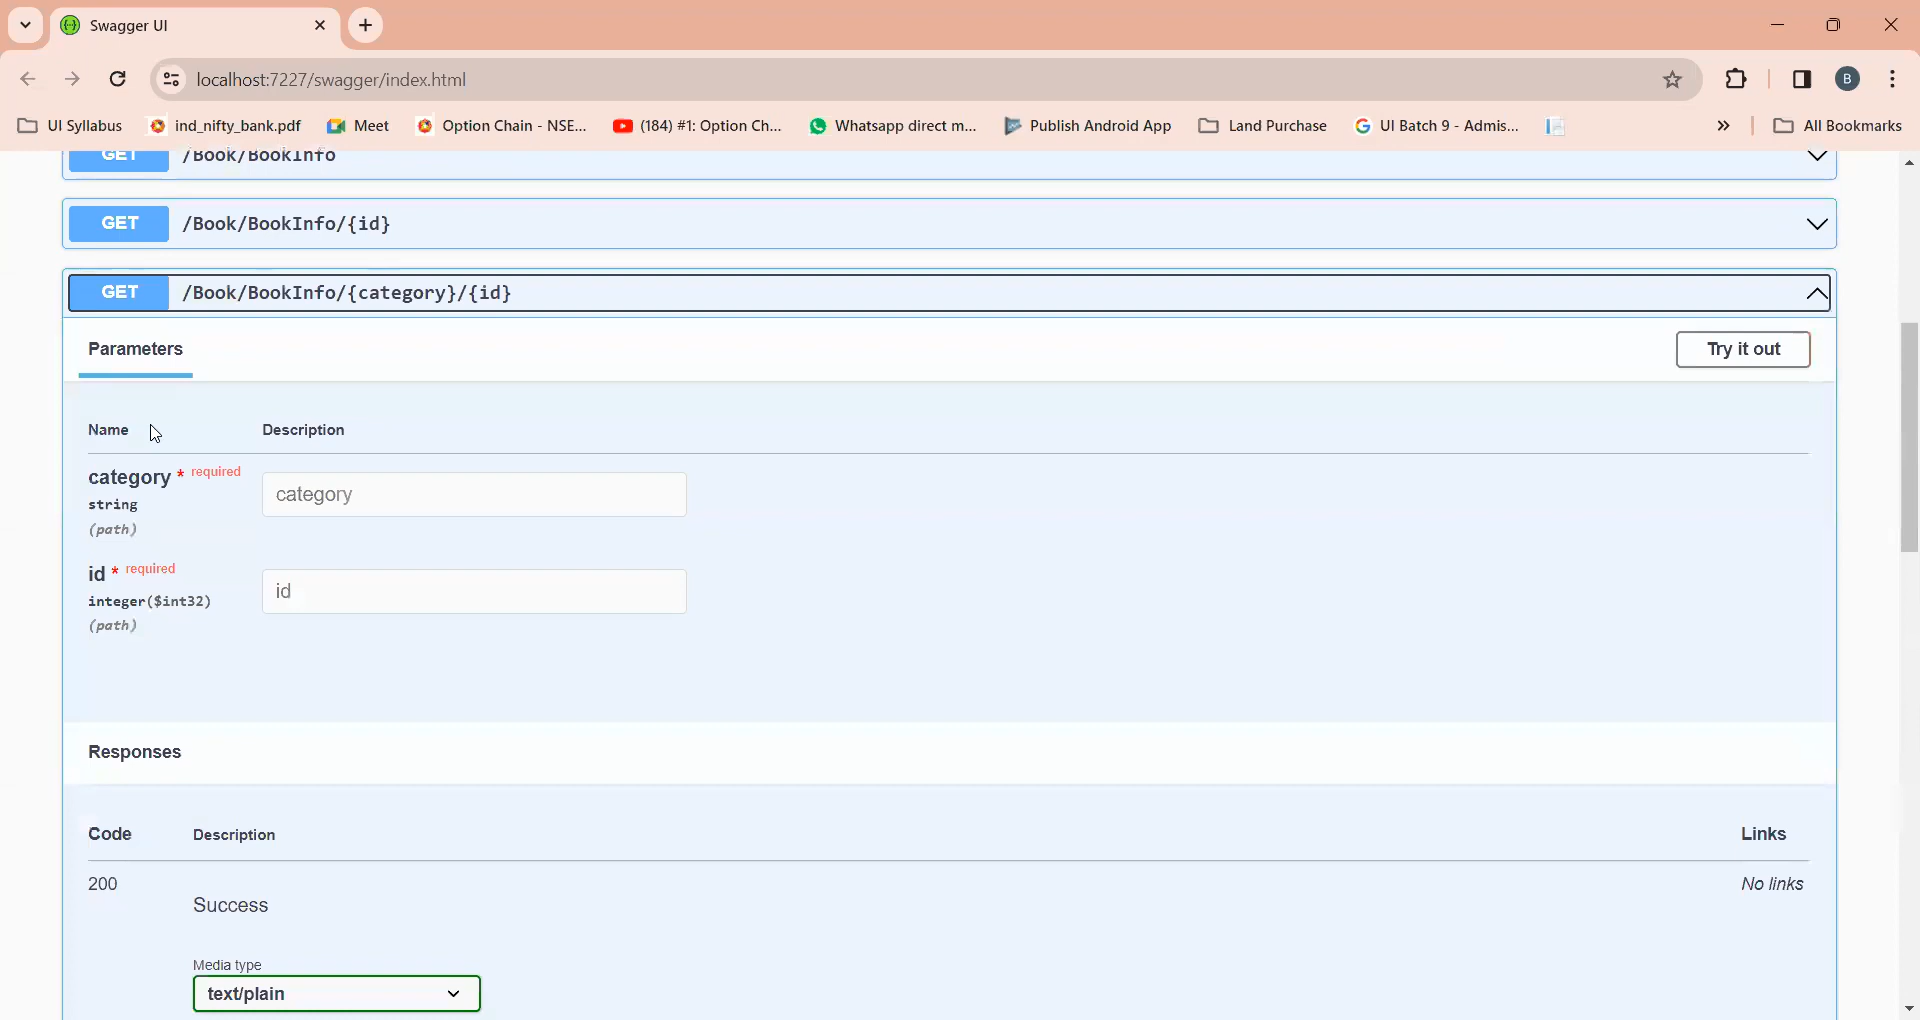 Swagger UI
localhost:7227/swagger/index.html
UI Syllabus ind_nifty_bank.pdf Meet Option Chain - NSE... (184) #1: Option Ch... Whatsapp direct m... Publish Android App Land Purchase UI Batch 9 - Admis... » All Bookmarks
B
GET /Book/BookInfo
GET /Book/BookInfo/{id}
GET /Book/BookInfo/{category}/{id}
Parameters Try it out
Name Description
category * required
string
(path)
category
id * required
integer($int32)
(path)
id
Responses
Code Description Links
200 Success No links
Media type
text/plain